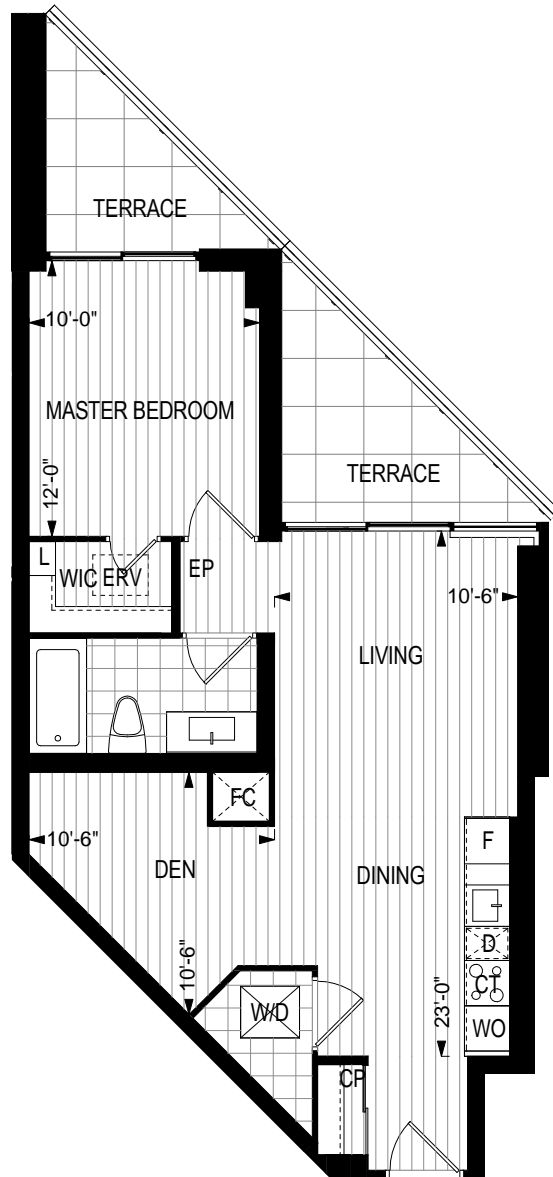 TERRACE
10'-0"
MASTER BEDROOM
12'-0"
TERRACE
L
WIC ERV
EP
10'-6"
LIVING
FC
10'-6"
DEN
10'-6"
DINING
F
D
CT
WO
23'-0"
W/D
CP